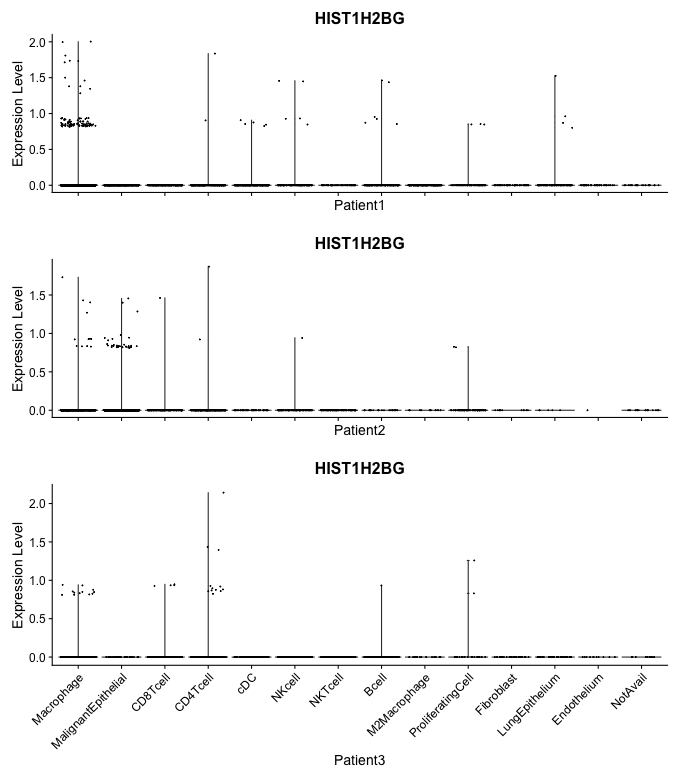 HIST1H2BG
Expression Level
2.0
1.5
1.0
0.5
0.0
Patient1
HIST1H2BG
Expression Level
1.5
1.0
0.5
0.0
Patient2
HIST1H2BG
Expression Level
2.0
1.5
1.0
0.5
0.0
Macrophage
MalignantEpithelial
CD8Tcell
CD4Tcell
cDC
NKcell
NKTcell
Bcell
M2Macrophage
ProliferatingCell
Fibroblast
LungEpithelium
Endothelium
NotAvail
Patient3